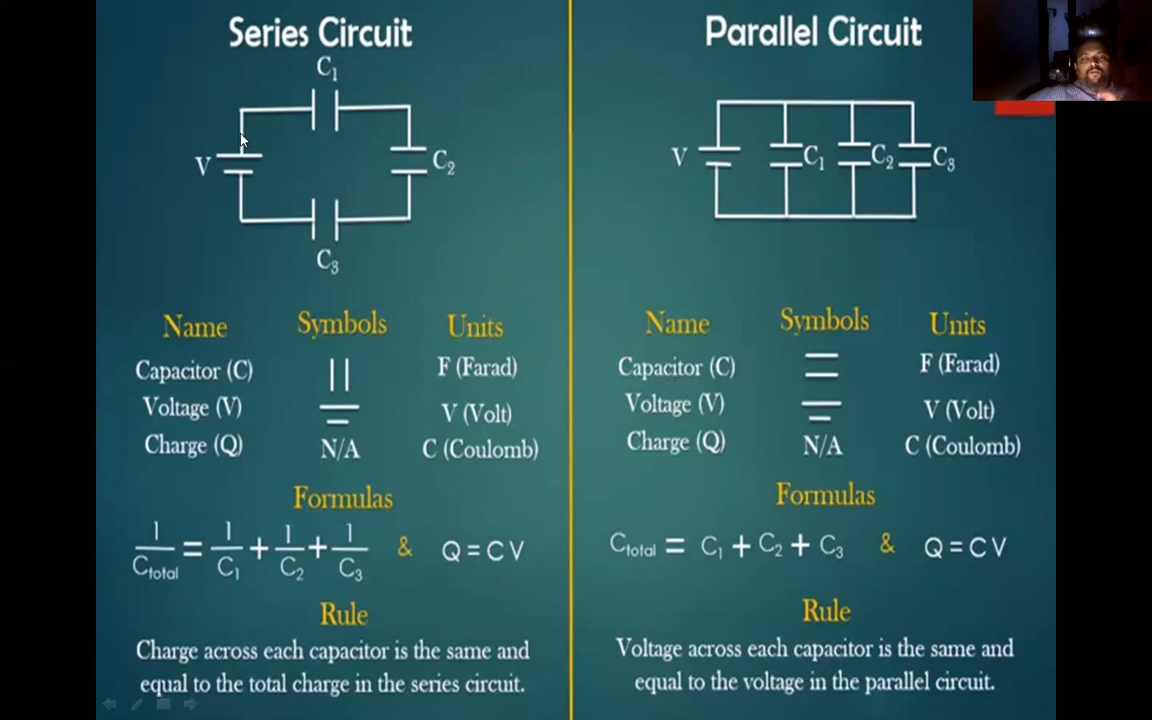 Series Circuit
C1
V
C2
C3
Name Symbols Units
Capacitor (C) F (Farad)
Voltage (V) V (Volt)
Charge (Q) N/A C (Coulomb)
Formulas
1/Ctotal = 1/C1 + 1/C2 + 1/C3 & Q = C V
Rule
Charge across each capacitor is the same and
equal to the total charge in the series circuit.
Parallel Circuit
V C1 C2 C3
Name Symbols Units
Capacitor (C) F (Farad)
Voltage (V) V (Volt)
Charge (Q) N/A C (Coulomb)
Formulas
Ctotal = C1 + C2 + C3 & Q = C V
Rule
Voltage across each capacitor is the same and
equal to the voltage in the parallel circuit.